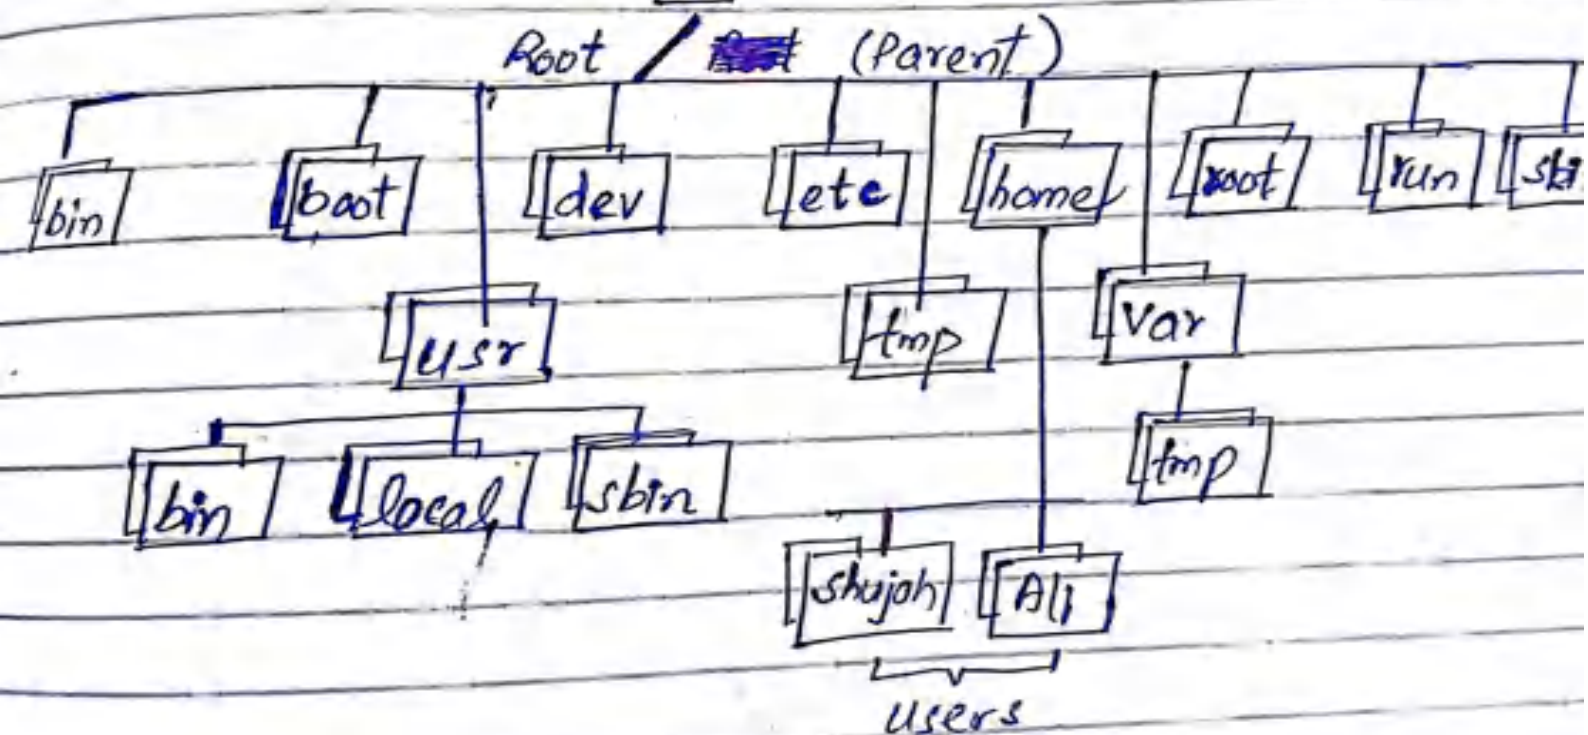 Root / (Parent)
bin boot dev etc home root run
usr tmp var
bin local sbin tmp
shujah Ali
users